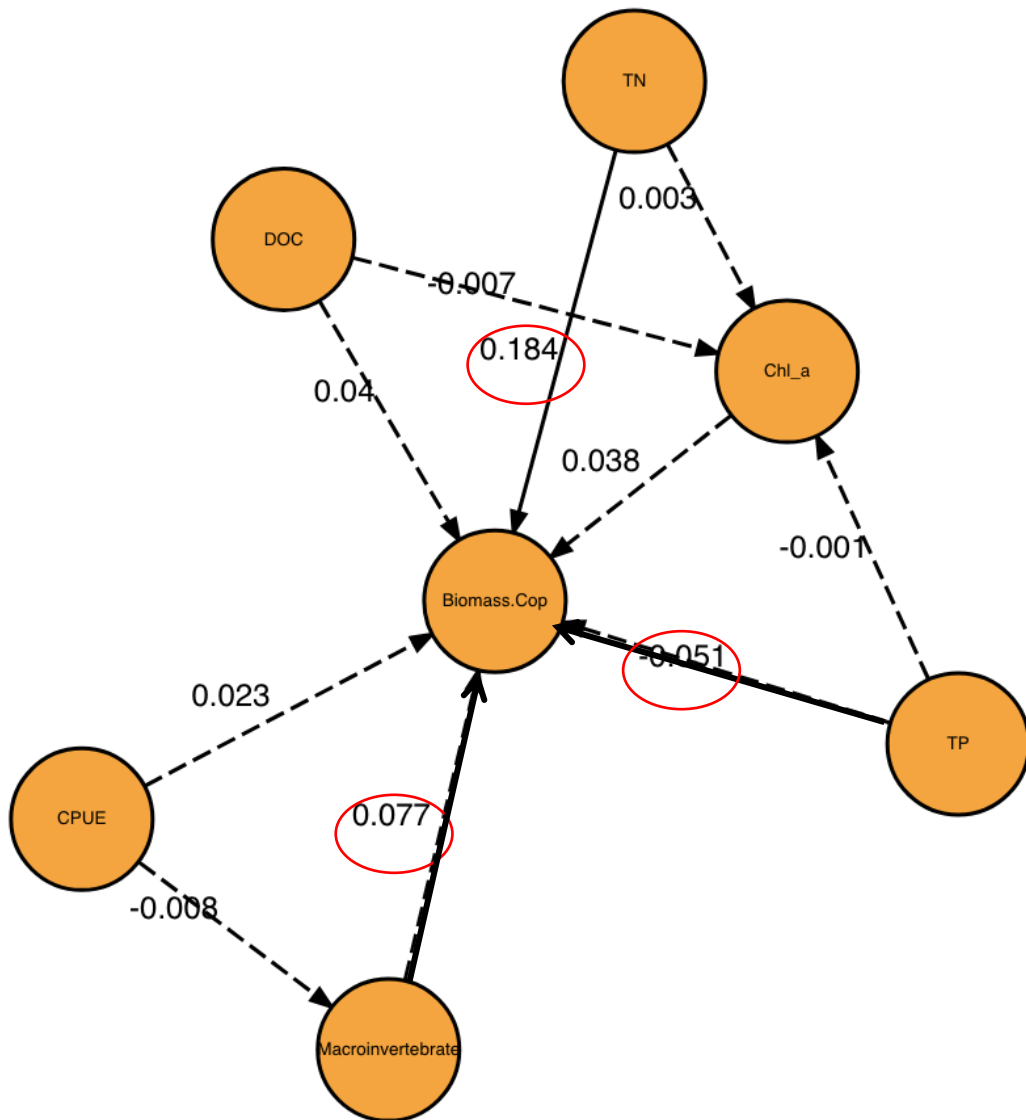 TN
0.003
DOC
-0.007
0.184
Chl_a
0.04
0.038
-0.001
Biomass.Cop
-0.051
0.023
TP
0.077
CPUE
-0.008
Macroinvertebrate